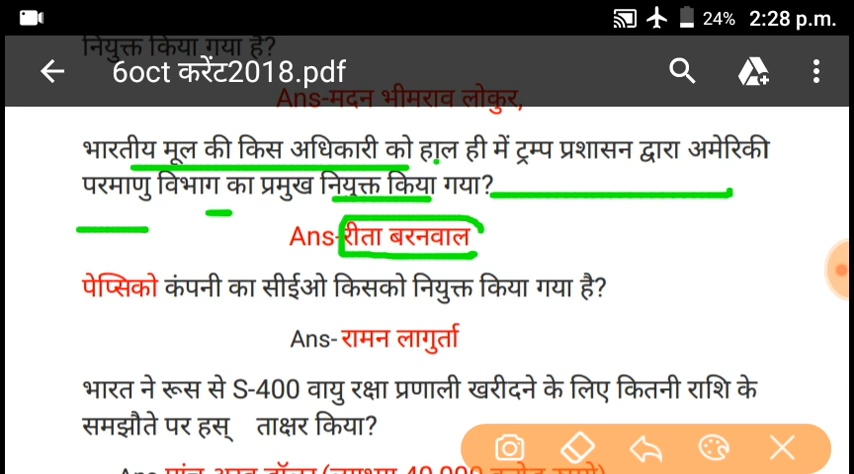 24% 2:28 p.m.
नियुक्त किया गया है?
6oct करेंट2018.pdf
Ans-मदन भीमराव लोकुर,
भारतीय मूल की किस अधिकारी को हाल ही में ट्रम्प प्रशासन द्वारा अमेरिकी
परमाणु विभाग का प्रमुख नियुक्त किया गया?
Ans-रीता बरनवाल
पेप्सिको कंपनी का सीईओ किसको नियुक्त किया गया है?
Ans- रामन लागुर्ता
भारत ने रूस से S-400 वायु रक्षा प्रणाली खरीदने के लिए कितनी राशि के
समझौते पर हस् ताक्षर किया?